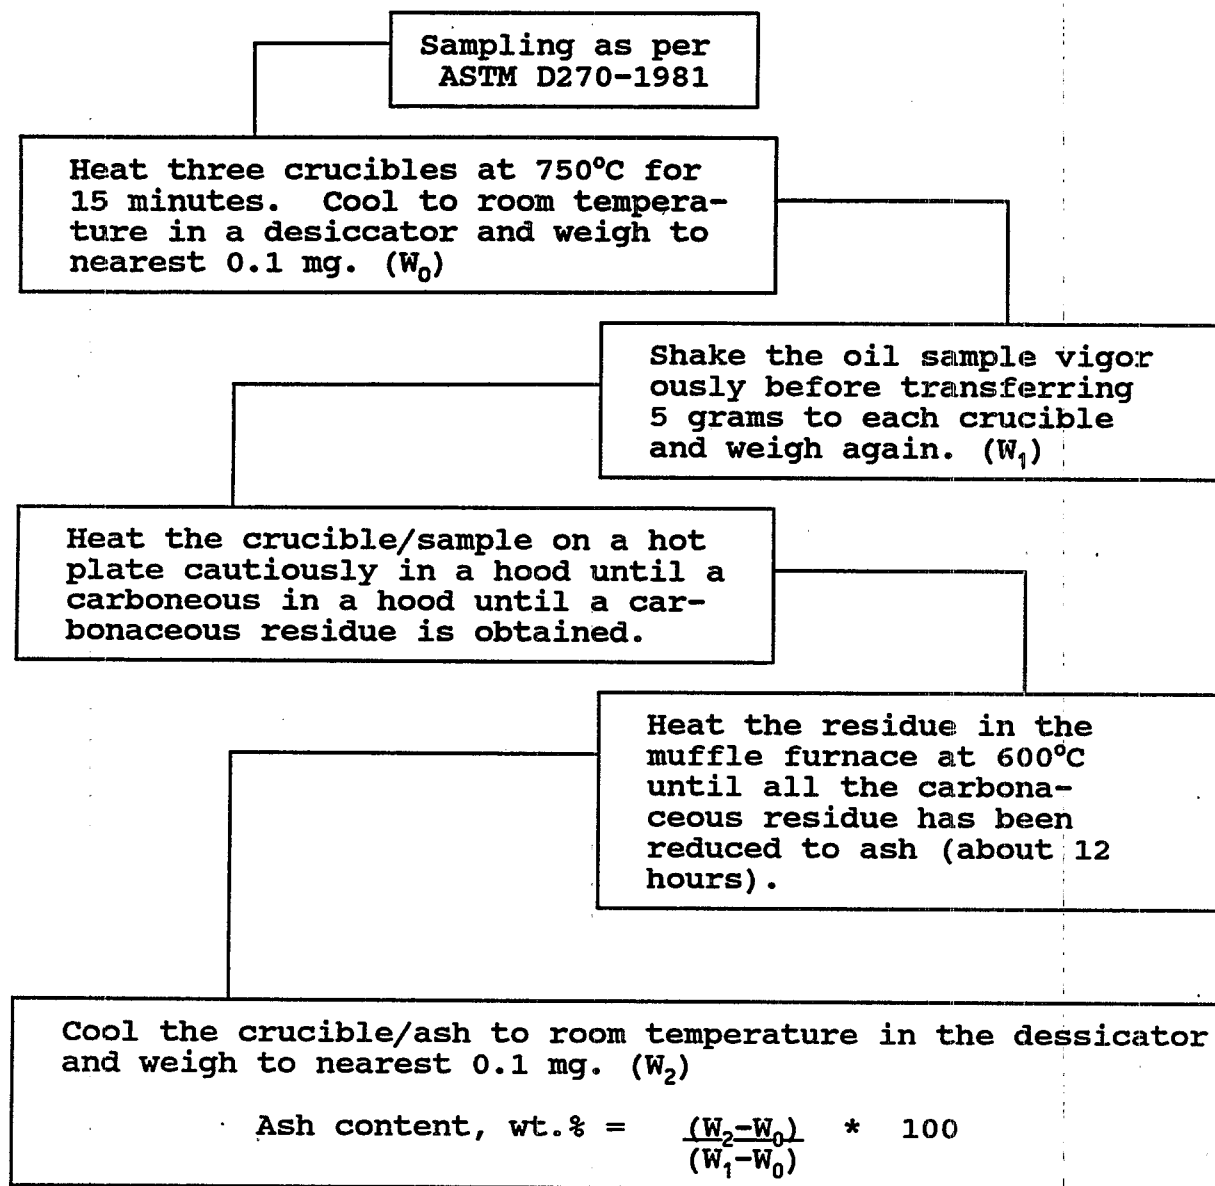 Sampling as per
ASTM D270-1981
Heat three crucibles at 750°C for
15 minutes. Cool to room tempera-
ture in a desiccator and weigh to
nearest 0.1 mg. (W₀)
Shake the oil sample vigor
ously before transferring
5 grams to each crucible
and weigh again. (W₁)
Heat the crucible/sample on a hot
plate cautiously in a hood until a
carboneous in a hood until a car-
bonaceous residue is obtained.
Heat the residue in the
muffle furnace at 600°C
until all the carbona-
ceous residue has been
reduced to ash (about 12
hours).
Cool the crucible/ash to room temperature in the dessicator
and weigh to nearest 0.1 mg. (W₂)
Ash content, wt.% = (W₂-W₀) * 100
(W₁-W₀)